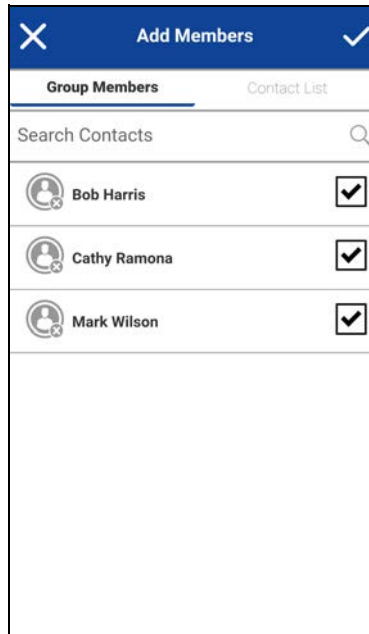 Add Members
Group Members Contact List
Search Contacts
Bob Harris
Cathy Ramona
Mark Wilson